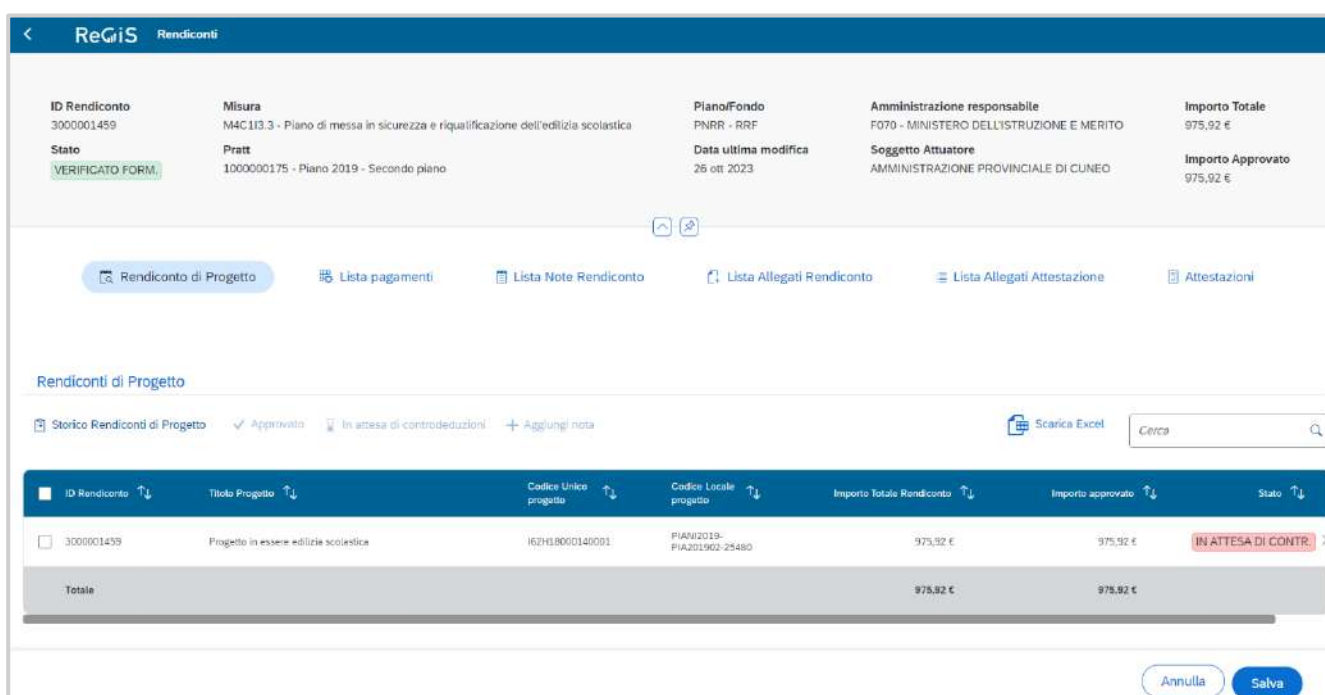 ReGiS Rendiconti
ID Rendiconto Misura Piano/Fondo Amministrazione responsabile Importo Totale
3000001459 M4C1I3.3 - Piano di messa in sicurezza e riqualificazione dell'edilizia scolastica PNRR - RRF F070 - MINISTERO DELL'ISTRUZIONE E MERITO 975,92 €
Stato Pratt Data ultima modifica Soggetto Attuatore Importo Approvato
VERIFICATO FORM. 1000000175 - Piano 2019 - Secondo piano 26 ott 2023 AMMINISTRAZIONE PROVINCIALE DI CUNEO 975,92 €
Rendiconto di Progetto Lista pagamenti Lista Note Rendiconto Lista Allegati Rendiconto Lista Allegati Attestazione Attestazioni
Rendiconti di Progetto
Storico Rendiconti di Progetto Approvato In attesa di controdeduzioni Aggiungi nota Scarica Excel Cerca
ID Rendiconto Titolo Progetto Codice Unico progetto Codice Locale progetto Importo Totale Rendiconto Importo approvato Stato
3000001459 Progetto in essere edilizia scolastica I62H18000140001 PIANI2019-PIA201902-25480 975,92 € 975,92 € IN ATTESA DI CONTR.
Totale 975,92 € 975,92 €
Annulla Salva